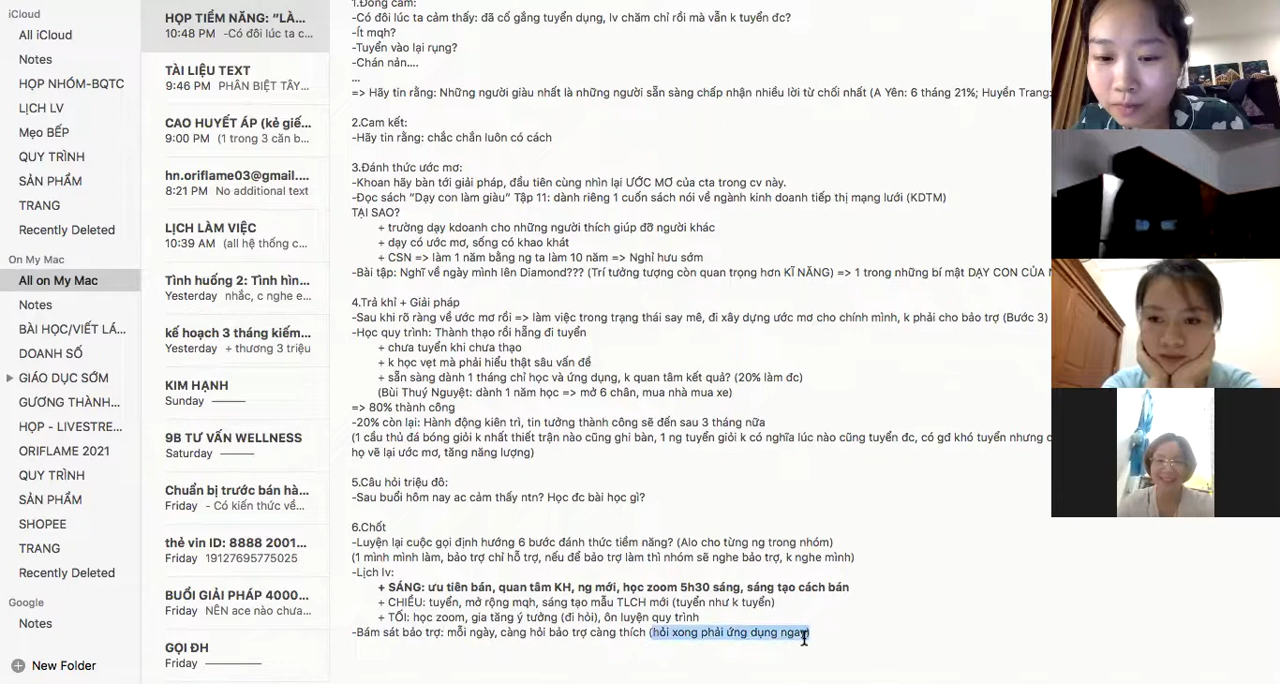 iCloud
All iCloud
Notes
HỌP NHÓM-BQTC
LỊCH LV
Mẹo BẾP
QUY TRÌNH
SẢN PHẨM
TRANG
Recently Deleted
On My Mac
All on My Mac
Notes
BÀI HỌC/VIẾT LÁ...
DOANH SỐ
GIÁO DỤC SỚM
GƯƠNG THÀNH...
HỌP - LIVESTRE...
ORIFLAME 2021
QUY TRÌNH
SẢN PHẨM
SHOPEE
TRANG
Recently Deleted
Google
Notes
New Folder
HỌP TIỀM NĂNG: "LÀ...
10:48 PM -Có đôi lúc ta c...
TÀI LIỆU TEXT
9:46 PM PHÂN BIỆT TÂY...
CAO HUYẾT ÁP (kẻ giế...
9:00 PM (1 trong 3 căn b...
hn.oriflame03@gmail....
8:21 PM No additional text
LỊCH LÀM VIỆC
10:39 AM (all hệ thống c...
Tình huống 2: Tình hìn...
Yesterday nhắc, c nghe e...
kế hoạch 3 tháng kiếm...
Yesterday + thương 3 triệu
KIM HẠNH
Sunday ———
9B TƯ VẤN WELLNESS
Saturday ———
Chuẩn bị trước bán hà...
Friday - Có kiến thức về...
thẻ vin ID: 8888 2001...
Friday 19127695775025
BUỔI GIẢI PHÁP 4000...
Friday NÊN ace nào chưa...
GỌI ĐH
Friday —————
1.Đồng cảm:
-Có đôi lúc ta cảm thấy: đã cố gắng tuyển dụng, lv chăm chỉ rồi mà vẫn k tuyển đc?
-Ít mqh?
-Tuyển vào lại rụng?
-Chán nản....
...
=> Hãy tin rằng: Những người giàu nhất là những người sẵn sàng chấp nhận nhiều lời từ chối nhất (A Yên: 6 tháng 21%; Huyền Trang:
2.Cam kết:
-Hãy tin rằng: chắc chắn luôn có cách
3.Đánh thức ước mơ:
-Khoan hãy bàn tới giải pháp, đầu tiên cùng nhìn lại ƯỚC MƠ của cta trong cv này.
-Đọc sách "Dạy con làm giàu" Tập 11: dành riêng 1 cuốn sách nói về ngành kinh doanh tiếp thị mạng lưới (KDTM)
TẠI SAO?
+ trường dạy kdoanh cho những người thích giúp đỡ người khác
+ dạy có ước mơ, sống có khao khát
+ CSN => làm 1 năm bằng ng ta làm 10 năm => Nghỉ hưu sớm
-Bài tập: Nghĩ về ngày mình lên Diamond??? (Trí tưởng tượng còn quan trọng hơn KĨ NĂNG) => 1 trong những bí mật DẠY CON CỦA
4.Trả khỉ + Giải pháp
-Sau khi rõ ràng về ước mơ rồi => làm việc trong trạng thái say mê, đi xây dựng ước mơ cho chính mình, k phải cho bảo trợ (Bước 3)
-Học quy trình: Thành thạo rồi hẵng đi tuyển
+ chưa tuyển khi chưa thạo
+ k học vẹt mà phải hiểu thật sâu vấn đề
+ sẵn sàng dành 1 tháng chỉ học và ứng dụng, k quan tâm kết quả? (20% làm đc)
(Bùi Thuý Nguyệt: dành 1 năm học => mở 6 chân, mua nhà mua xe)
=> 80% thành công
-20% còn lại: Hành động kiên trì, tin tưởng thành công sẽ đến sau 3 tháng nữa
(1 cầu thủ đá bóng giỏi k nhất thiết trận nào cũng ghi bàn, 1 ng tuyển giỏi k có nghĩa lúc nào cũng tuyển đc, có gđ khó tuyển nhưng
họ vẽ lại ước mơ, tăng năng lượng)
5.Câu hỏi triệu đô:
-Sau buổi hôm nay ac cảm thấy ntn? Học đc bài học gì?
6.Chốt
-Luyện lại cuộc gọi định hướng 6 bước đánh thức tiềm năng? (Alo cho từng ng trong nhóm)
(1 mình mình làm, bảo trợ chỉ hỗ trợ, nếu để bảo trợ làm thì nhóm sẽ nghe bảo trợ, k nghe mình)
-Lịch lv:
+ SÁNG: ưu tiên bán, quan tâm KH, ng mới, học zoom 5h30 sáng, sáng tạo cách bán
+ CHIỀU: tuyển, mở rộng mqh, sáng tạo mẫu TLCH mới (tuyển như k tuyển)
+ TỐI: học zoom, gia tăng ý tưởng (đi hỏi), ôn luyện quy trình
-Bám sát bảo trợ: mỗi ngày, càng hỏi bảo trợ càng thích (hỏi xong phải ứng dụng ngay)